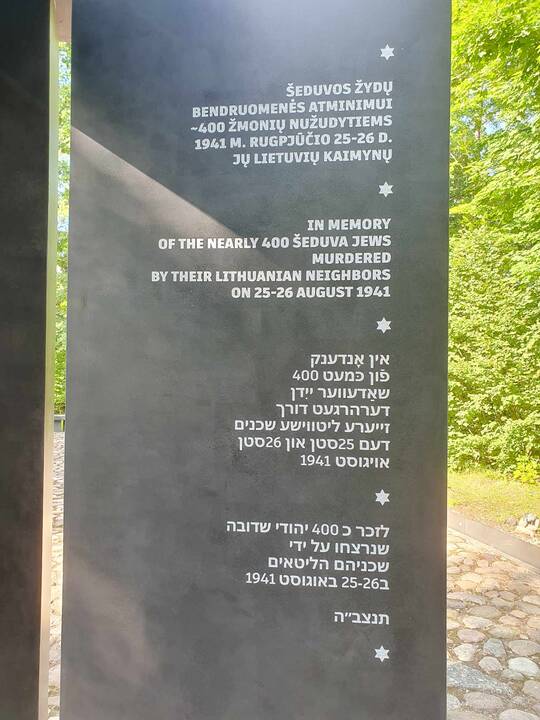 ŠEDUVOS ŽYDŲ
BENDRUOMENĖS ATMINIMUI
~400 ŽMONIŲ NUŽUDYTIEMS
1941 M. RUGPJŪČIO 25-26 D.
JŲ LIETUVIŲ KAIMYNŲ
IN MEMORY
OF THE NEARLY 400 ŠEDUVA JEWS
MURDERED
BY THEIR LITHUANIAN NEIGHBORS
ON 25-26 AUGUST 1941
אין אָנדענק
פֿון כּמעט 400
שאַדעווער ייִדן
דערהרגעט דורך
זייערע ליטווישע שכנים
דעם 25סטן און 26סטן
אויגוסט 1941
לזכר כ 400 יהודי שדובה
שנרצחו על ידי
שכניהם הליטאים
ב25-26 באוגוסט 1941
תנצב״ה